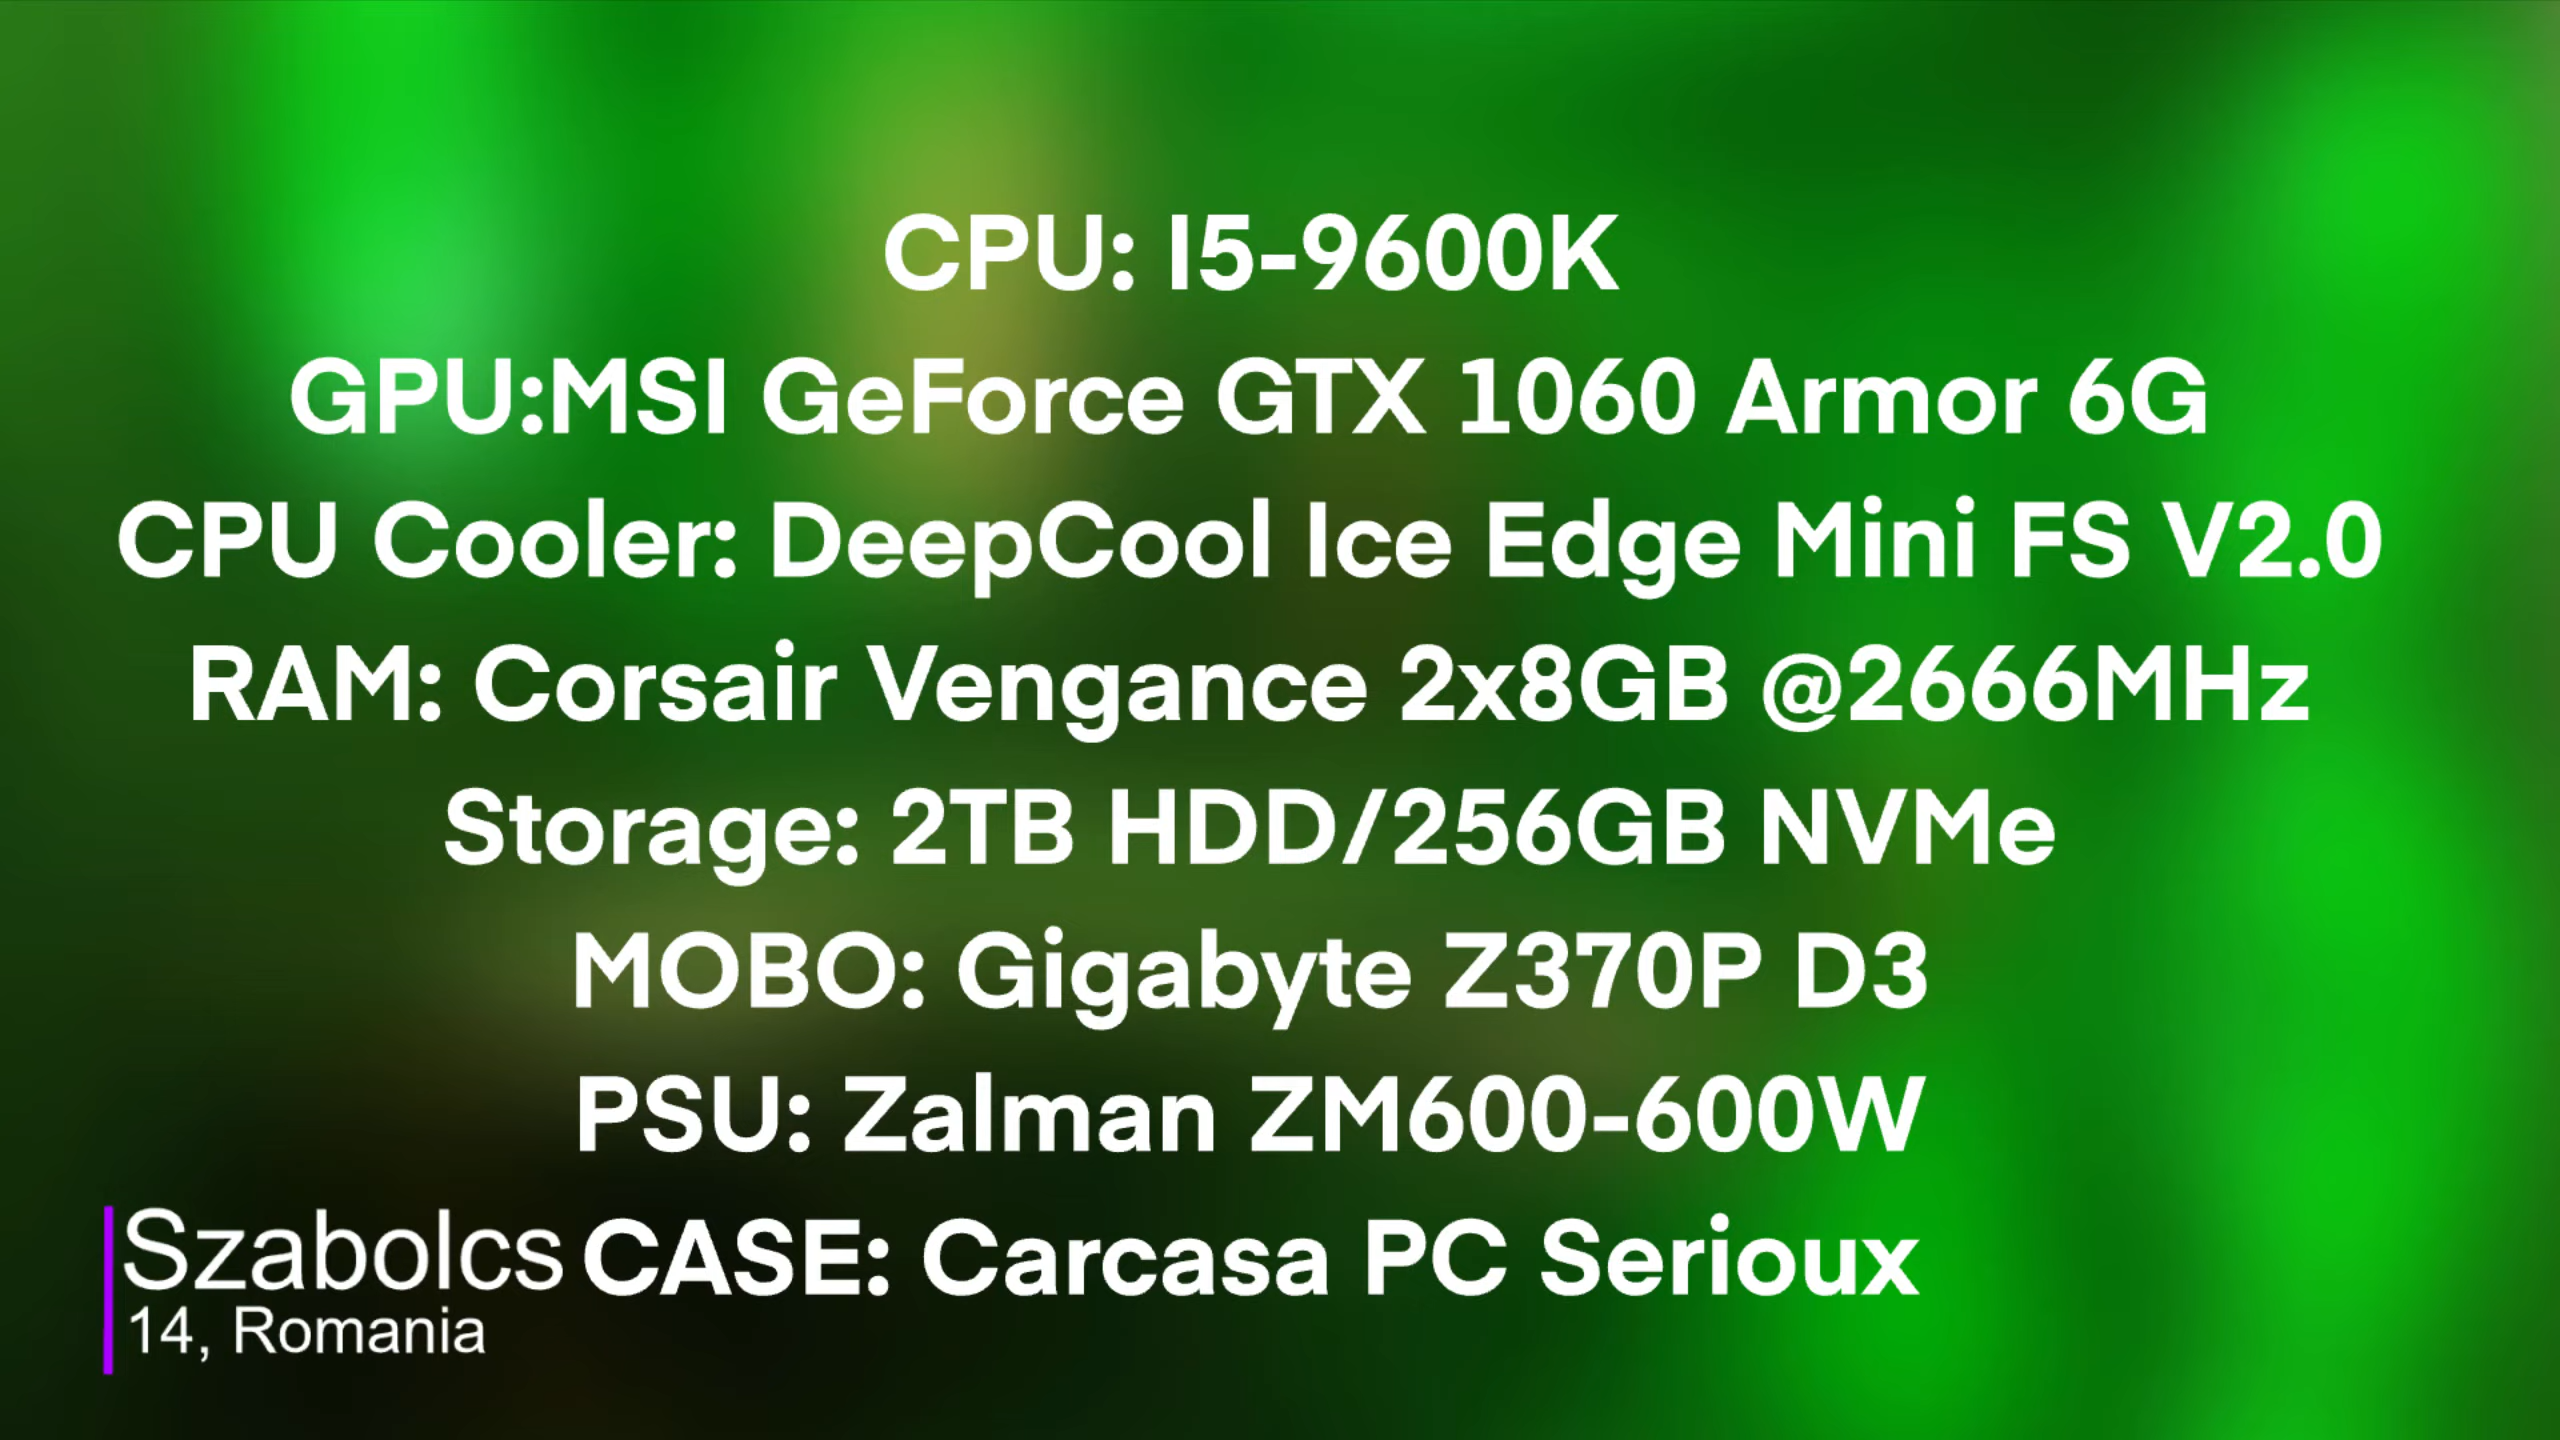 CPU: I5-9600K
GPU:MSI GeForce GTX 1060 Armor 6G
CPU Cooler: DeepCool Ice Edge Mini FS V2.0
RAM: Corsair Vengance 2x8GB @2666MHz
Storage: 2TB HDD/256GB NVMe
MOBO: Gigabyte Z370P D3
PSU: Zalman ZM600-600W
CASE: Carcasa PC Serioux
Szabolcs
14, Romania